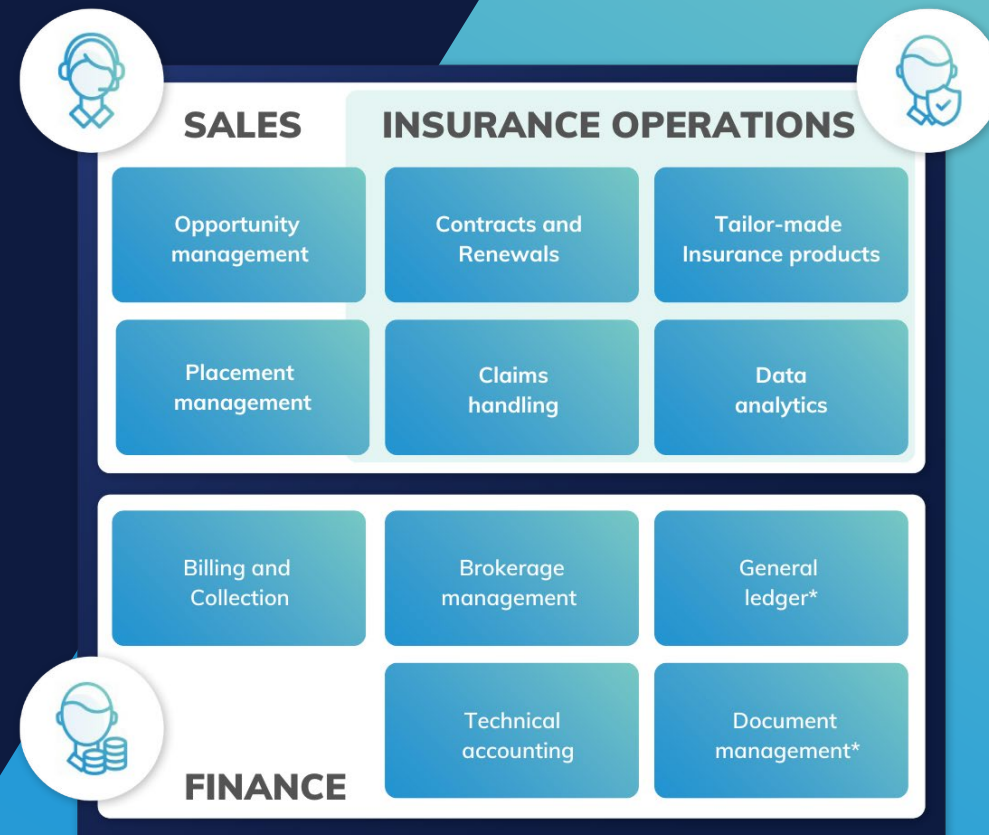 SALES
INSURANCE OPERATIONS
Opportunity
management
Contracts and
Renewals
Tailor-made
Insurance products
Placement
management
Claims
handling
Data
analytics
Billing and
Collection
Brokerage
management
General
ledger*
Technical
accounting
Document
management*
FINANCE